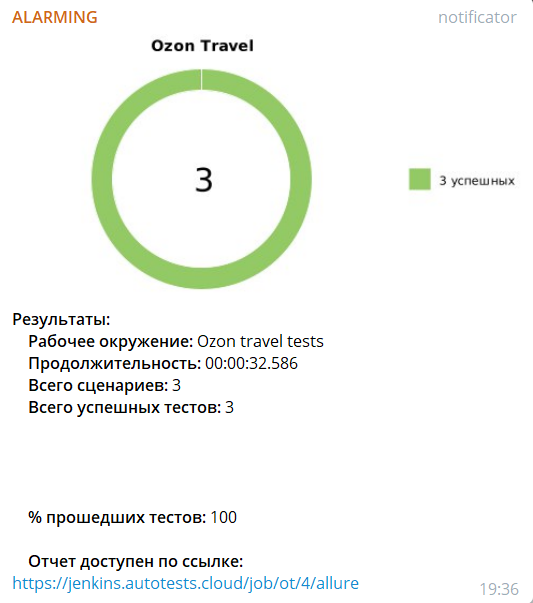 ALARMING
notificator
Ozon Travel
3
3 успешных
Результаты:
Рабочее окружение: Ozon travel tests
Продолжительность: 00:00:32.586
Всего сценариев: 3
Всего успешных тестов: 3
% прошедших тестов: 100
Отчет доступен по ссылке:
https://jenkins.autotests.cloud/job/ot/4/allure
19:36